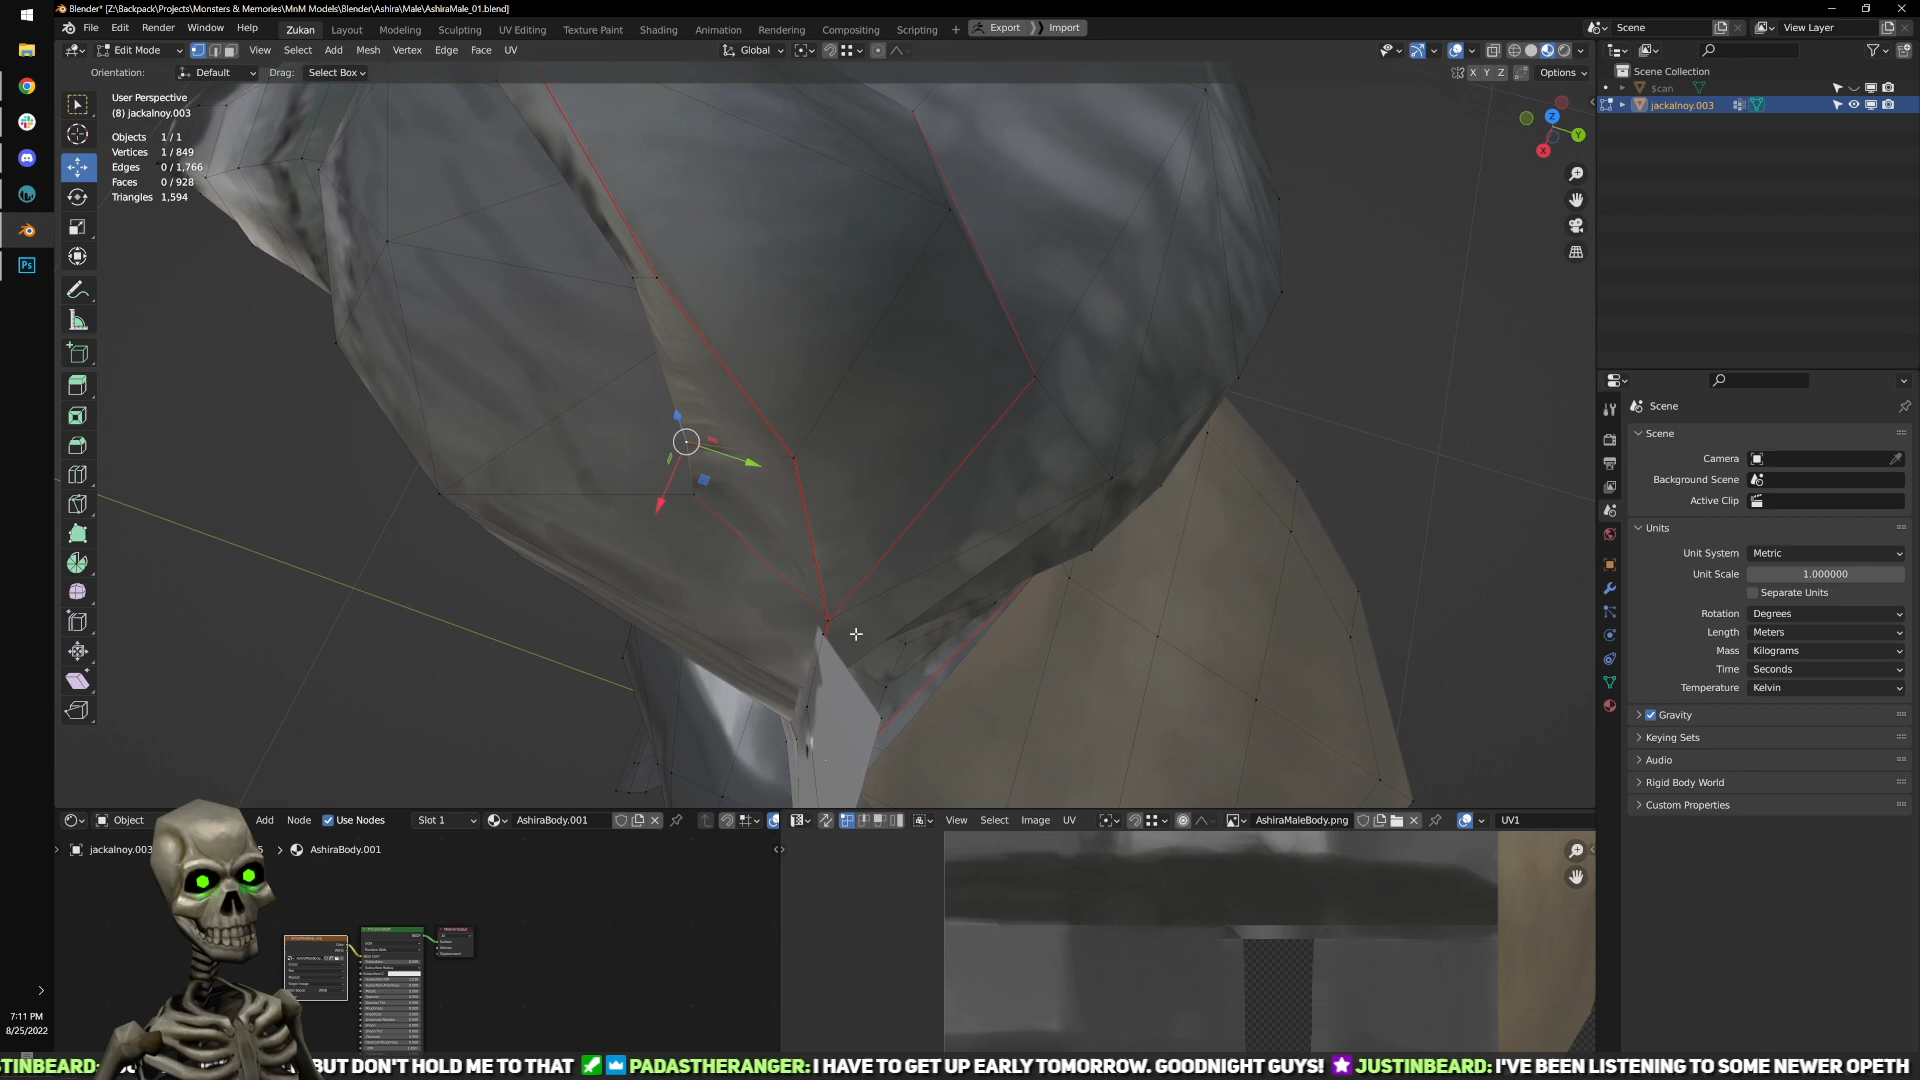 Blender* [Z:\Backpack\Projects\Monsters & Memories\MnM Models\Blender\Ashira\Male\AshiraMale_01.blend]
File Edit Render Window Help Zukan Layout Modeling Sculpting UV Editing Texture Paint Shading Animation Rendering Compositing Scripting + Export Import Scene View Layer
Edit Mode View Select Add Mesh Vertex Edge Face UV Global
Orientation: Default Drag: Select Box X Y Z Options
Scene Collection
$can
jackalnoy.003
User Perspective
(8) jackalnoy.003
Objects 1 / 1
Vertices 1 / 849
Edges 0 / 1,766
Faces 0 / 928
Triangles 1,594
Z
Y
X
Scene
Scene
Camera
Background Scene
Active Clip
Units
Unit System Metric
Unit Scale 1.000000
Separate Units
Rotation Degrees
Length Meters
Mass Kilograms
Time Seconds
Temperature Kelvin
Gravity
Keying Sets
Audio
Rigid Body World
Custom Properties
Ps
Object Add Node Use Nodes Slot 1 AshiraBody.001
View Select Image UV AshiraMaleBody.png UV1
jackalnoy.003 5 > AshiraBody.001
7:11 PM
8/25/2022
STINBEARD: BUT DON'T HOLD ME TO THAT PADASTHERANGER: I HAVE TO GET UP EARLY TOMORROW. GOODNIGHT GUYS! JUSTINBEARD: I'VE BEEN LISTENING TO SOME NEWER OPETH